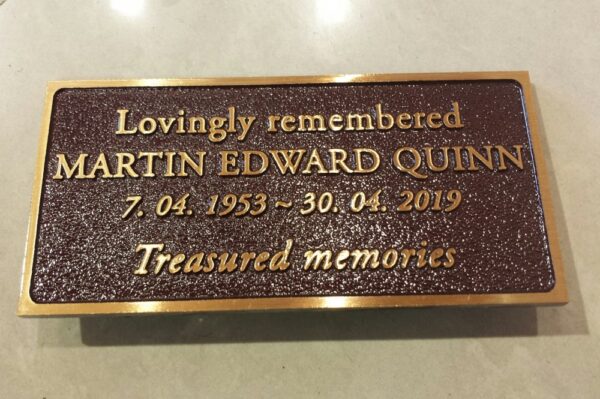 Lovingly remembered
MARTIN EDWARD QUINN
7. 04. 1953 ~ 30. 04. 2019
Treasured memories